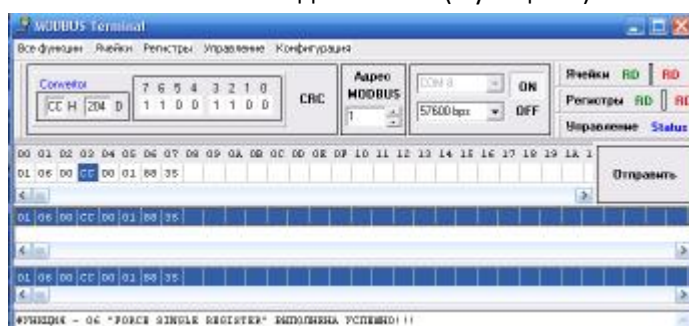 MODBUS Terminal
Все функции Ячейки Регистры Управление Конфигурация
Convertor
CC H 204 D
7 6 5 4 3 2 1 0
1 1 0 0 1 1 0 0
CRC
Адрес
MODBUS
1
COM 8
57600 bps
ON
OFF
Ячейки RD RD
Регистры RD RD
Управление Status
00 01 02 03 04 05 06 07 08 09 0A 0B 0C 0D 0E 0F 10 11 12 13 14 15 16 17 18 19 1A 1
01 06 00 CC 00 01 88 35
Отправить
01 06 00 CC 00 01 88 35
01 06 00 CC 00 01 88 35
ФУНКЦИЯ - 06 "FORCE SINGLE REGISTER" ВЫПОЛНЕНА УСПЕШНО!!!